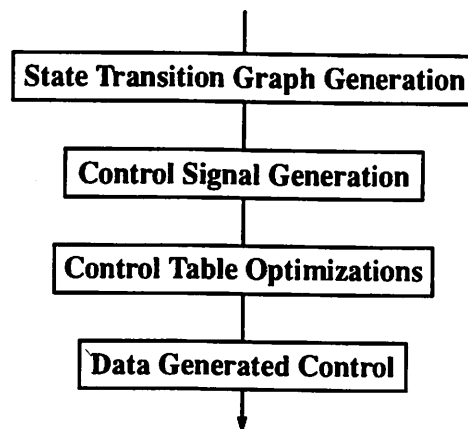 State Transition Graph Generation
Control Signal Generation
Control Table Optimizations
Data Generated Control